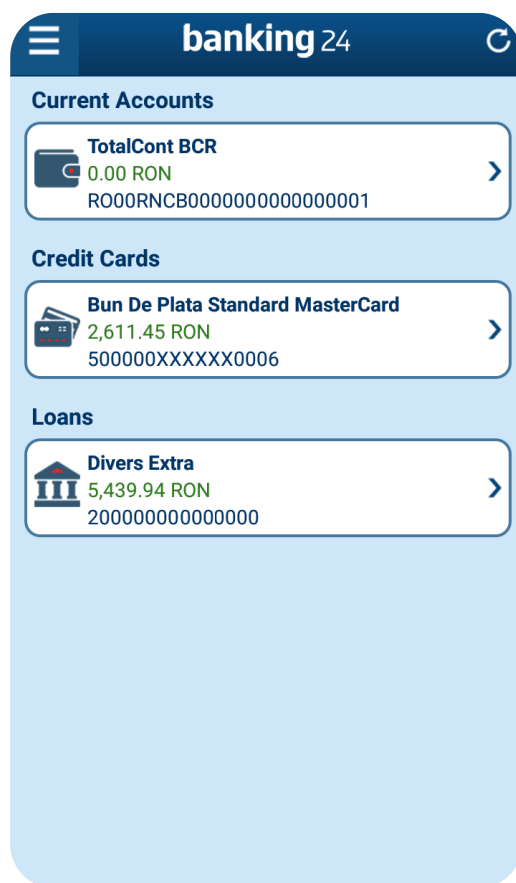 banking 24
Current Accounts
TotalCont BCR
0.00 RON
RO00RNCB0000000000000001
Credit Cards
Bun De Plata Standard MasterCard
2,611.45 RON
500000XXXXXX0006
Loans
Divers Extra
5,439.94 RON
200000000000000